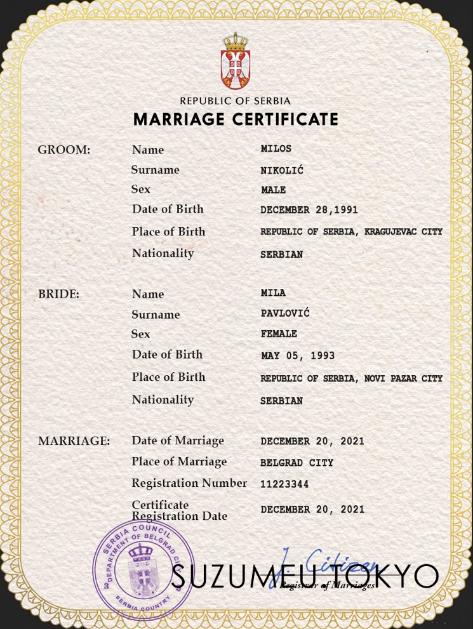 REPUBLIC OF SERBIA
MARRIAGE CERTIFICATE
GROOM: Name MILOS
Surname NIKOLIĆ
Sex MALE
Date of Birth DECEMBER 28,1991
Place of Birth REPUBLIC OF SERBIA, KRAGUJEVAC CITY
Nationality SERBIAN
BRIDE: Name MILA
Surname PAVLOVIĆ
Sex FEMALE
Date of Birth MAY 05, 1993
Place of Birth REPUBLIC OF SERBIA, NOVI PAZAR CITY
Nationality SERBIAN
MARRIAGE: Date of Marriage DECEMBER 20, 2021
Place of Marriage BELGRAD CITY
Registration Number 11223344
Certificate
Registration Date DECEMBER 20, 2021
SERBIA COUNCIL
DEPARTMENT OF BELGRAD CITY
SERBIA COUNTRY
J. Citizen
SUZUMEU TOKYO
Registrar of Marriages